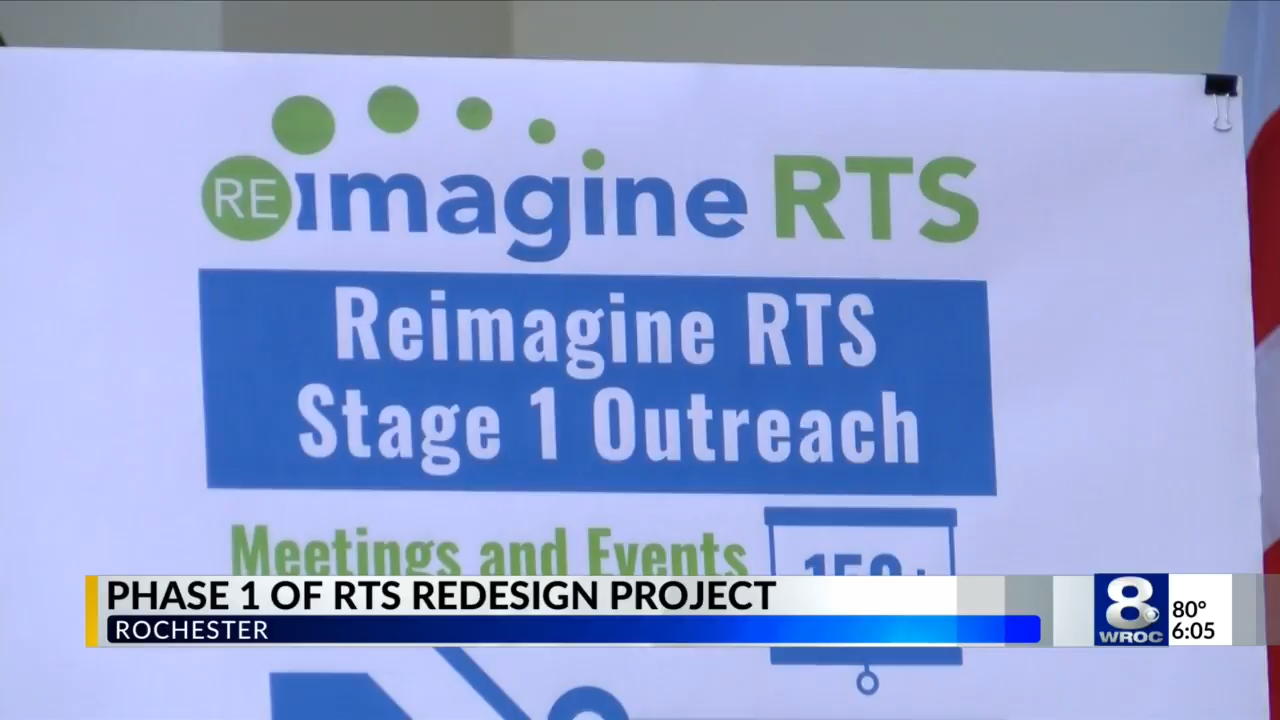 REimagine RTS
Reimagine RTS
Stage 1 Outreach
Meetings and Events
PHASE 1 OF RTS REDESIGN PROJECT
ROCHESTER
8
WROC
80°
6:05